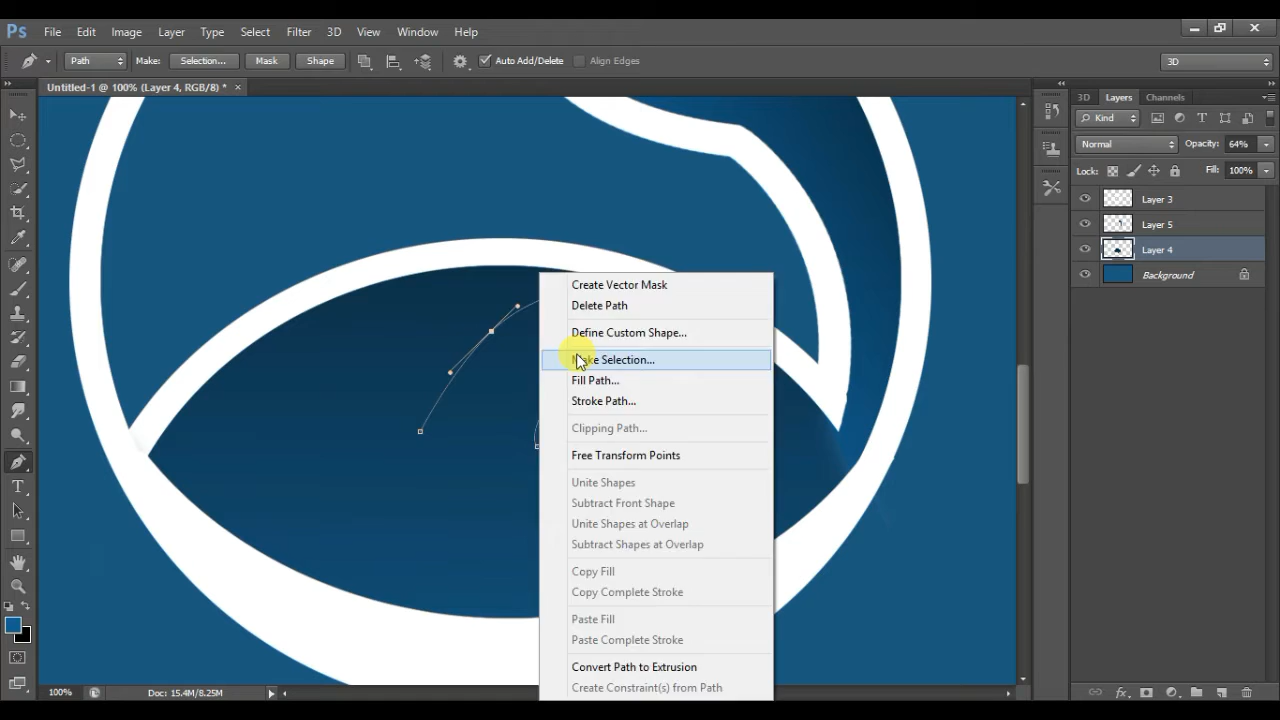 Ps File Edit Image Layer Type Select Filter 3D View Window Help
Path Make: Selection... Mask Shape Auto Add/Delete Align Edges 3D
Untitled-1 @ 100% (Layer 4, RGB/8) * ×
3D Layers Channels
Kind
Normal Opacity: 64%
Lock: Fill: 100%
Layer 3
Layer 5
Layer 4
Background
Create Vector Mask
Delete Path
Define Custom Shape...
Make Selection...
Fill Path...
Stroke Path...
Clipping Path...
Free Transform Points
Unite Shapes
Subtract Front Shape
Unite Shapes at Overlap
Subtract Shapes at Overlap
Copy Fill
Copy Complete Stroke
Paste Fill
Paste Complete Stroke
Convert Path to Extrusion
Create Constraint(s) from Path
100% Doc: 15.4M/8.25M